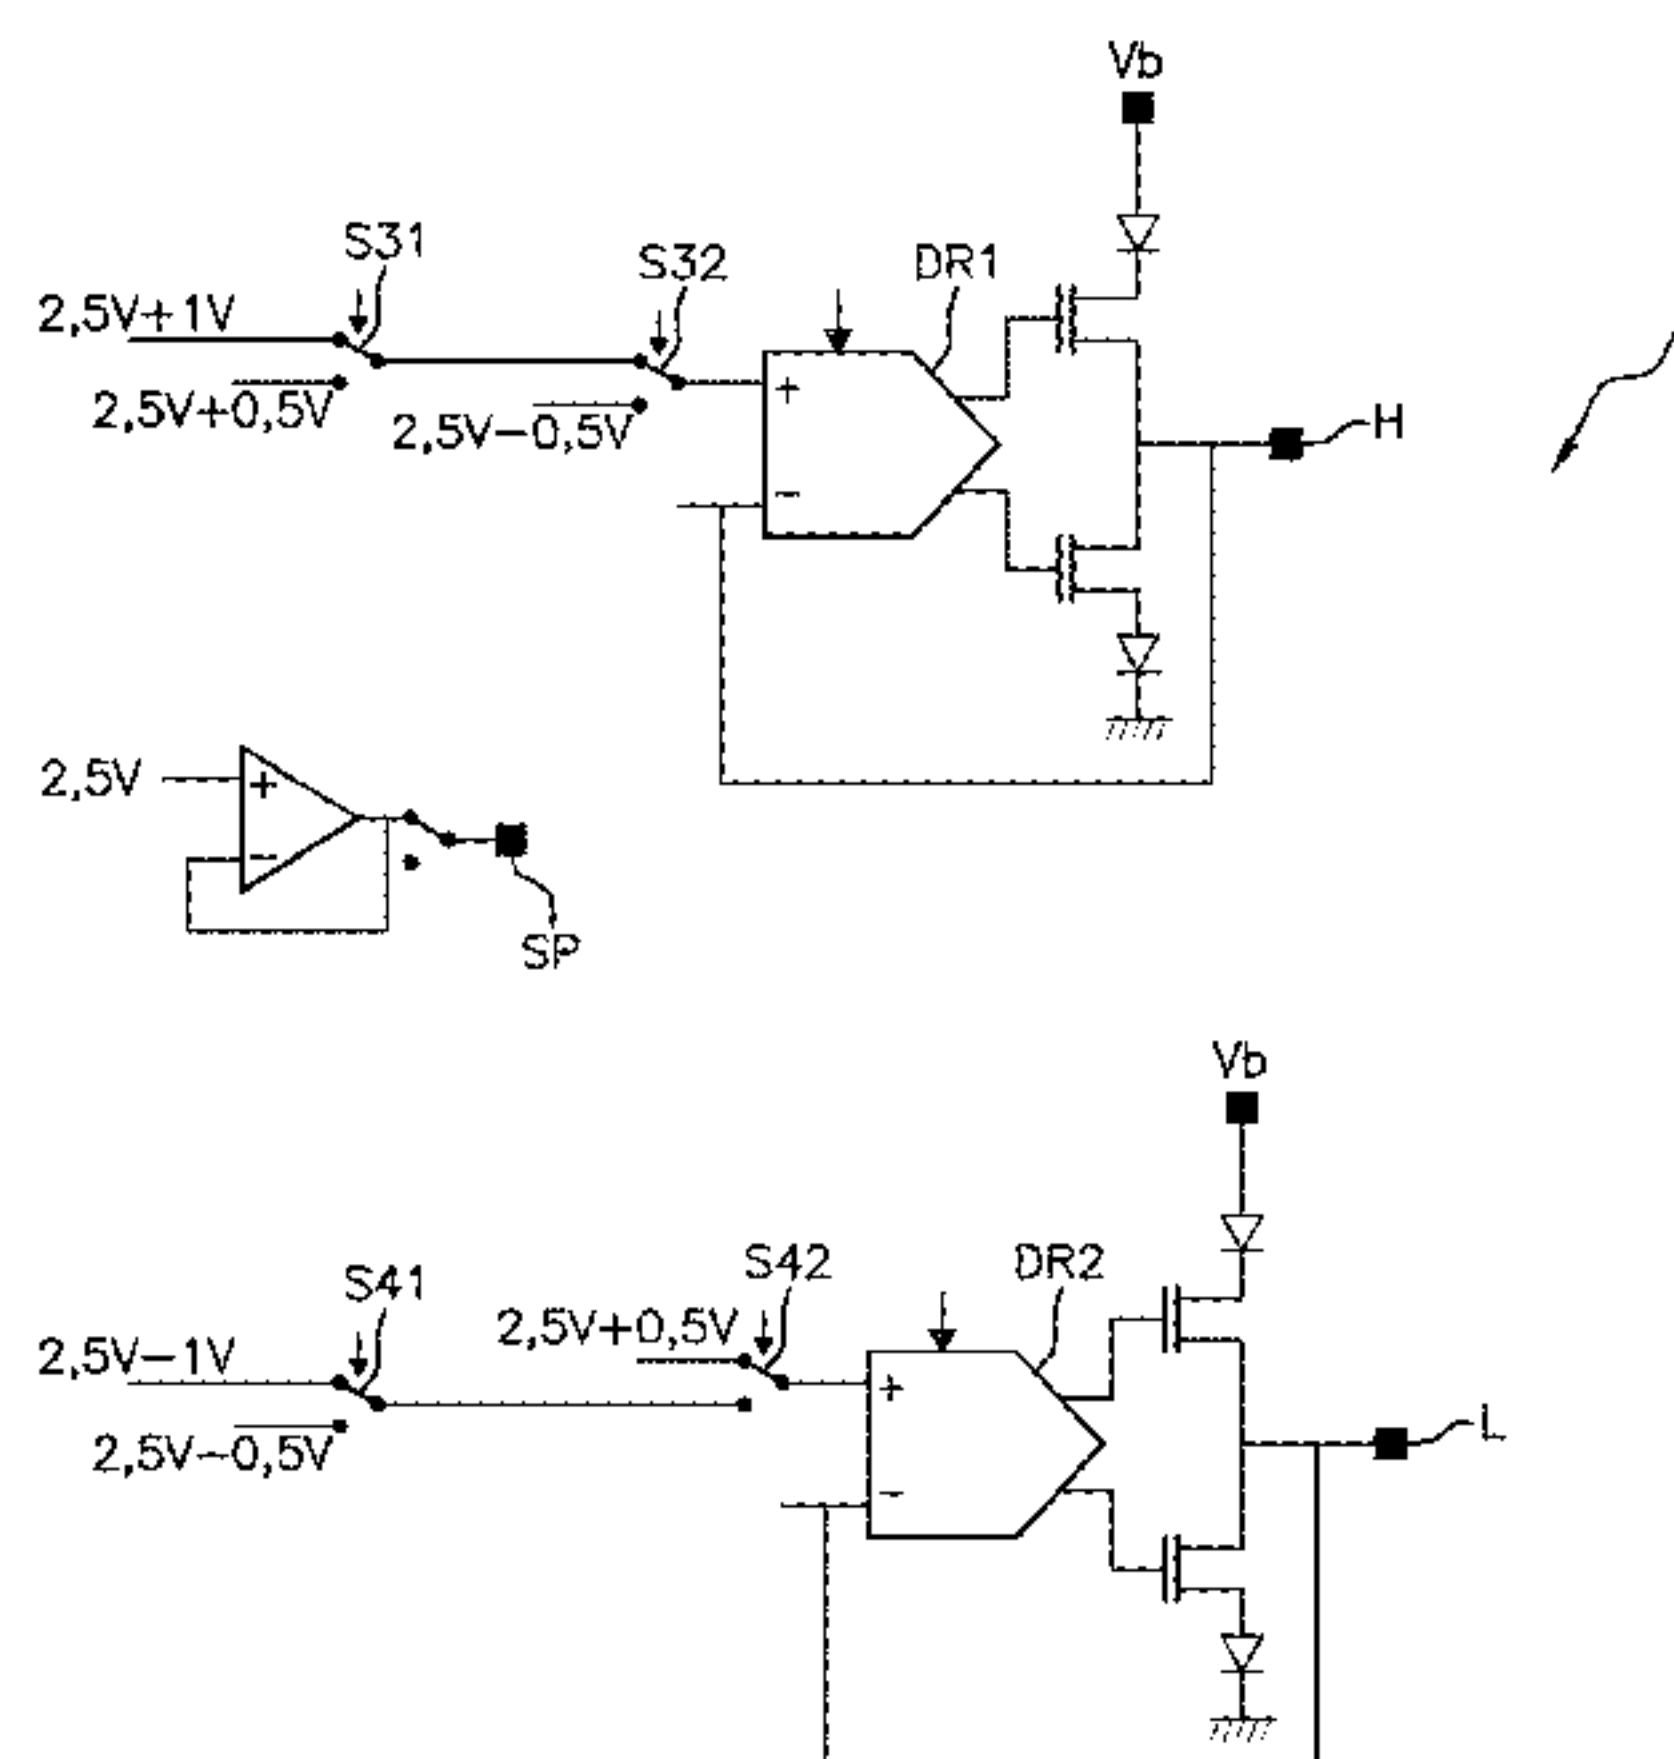 Vb
S31
S32
DR1
2,5V+1V
2,5V+0,5V
2,5V−0,5V
+
−
H
2,5V
+
−
SP
Vb
S41
S42
DR2
2,5V+0,5V
2,5V−1V
2,5V−0,5V
+
−
L